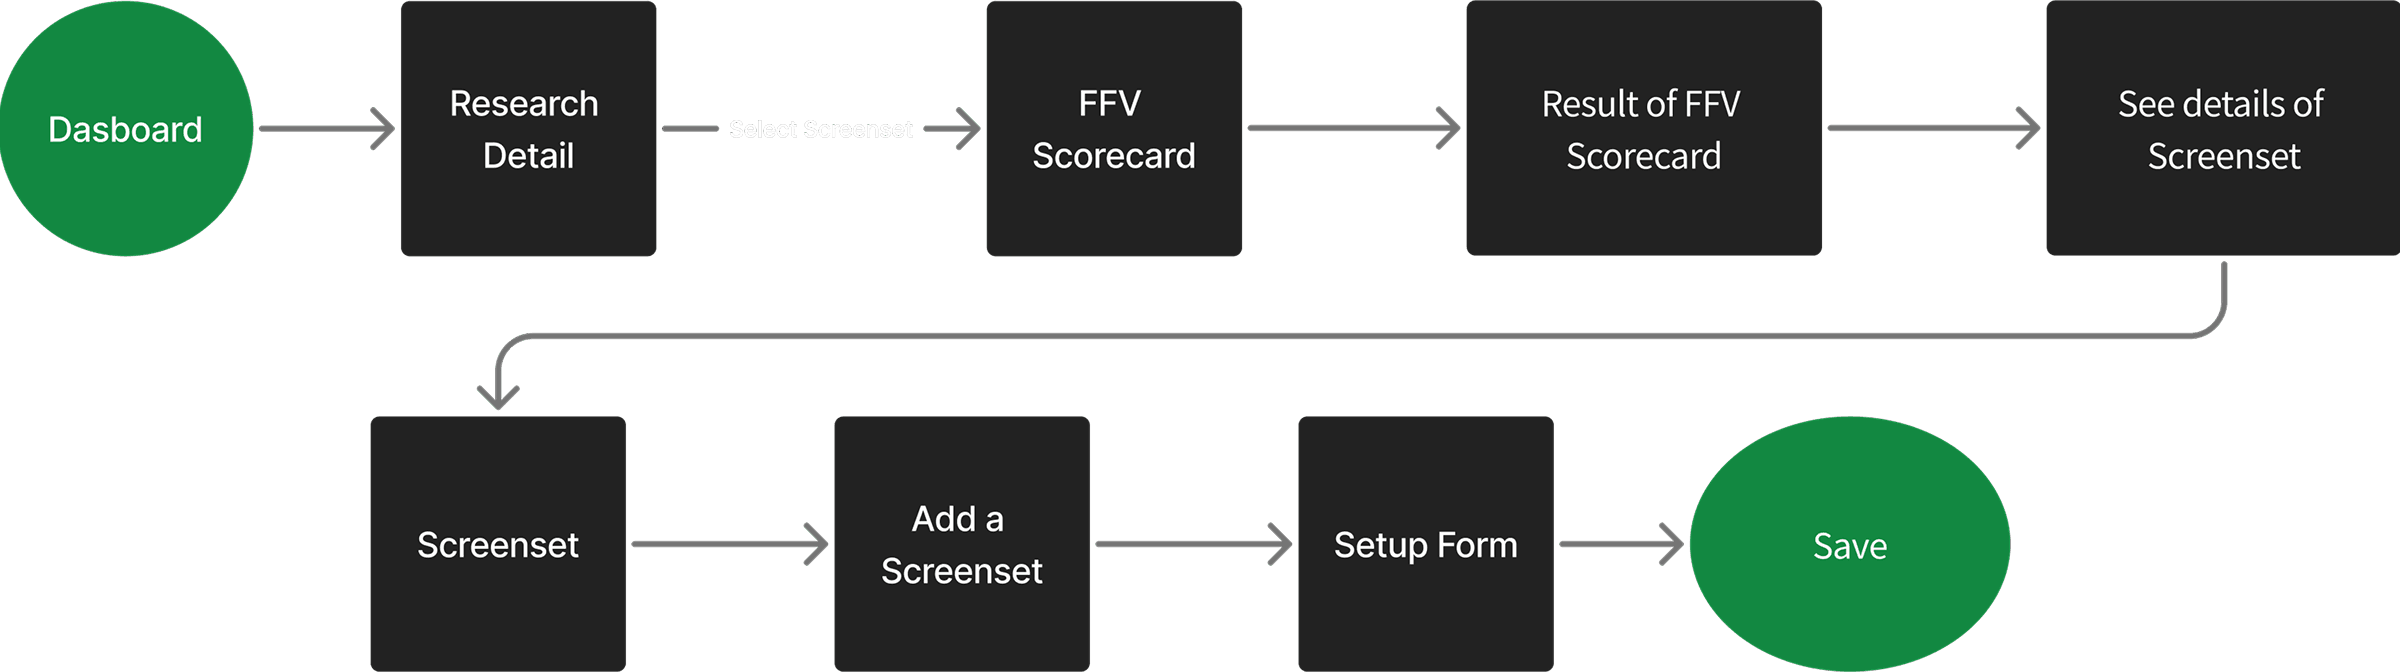 Dasboard
Research
Detail
Select Screenset
FFV
Scorecard
Result of FFV
Scorecard
See details of
Screenset
Screenset
Add a
Screenset
Setup Form
Save